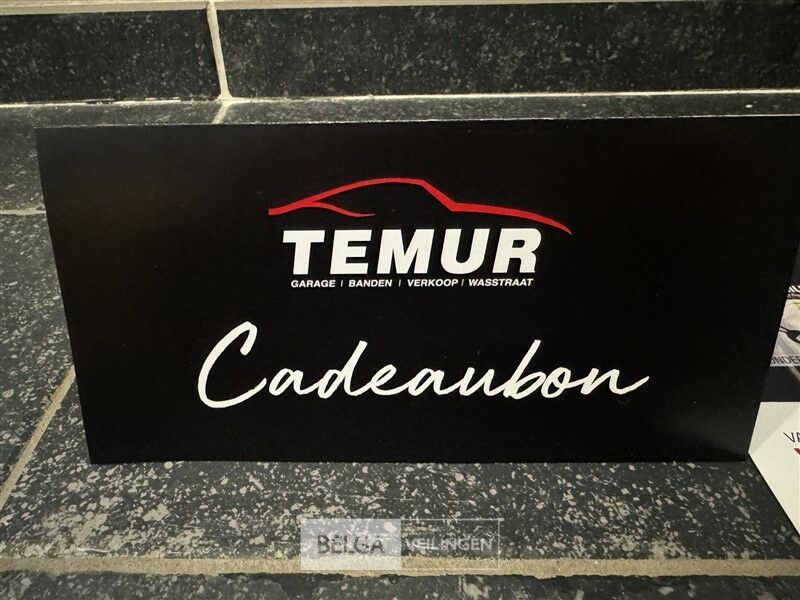 TEMUR
GARAGE | BANDEN | VERKOOP | WASSTRAAT
Cadeaubon
BELGA VEILINGEN